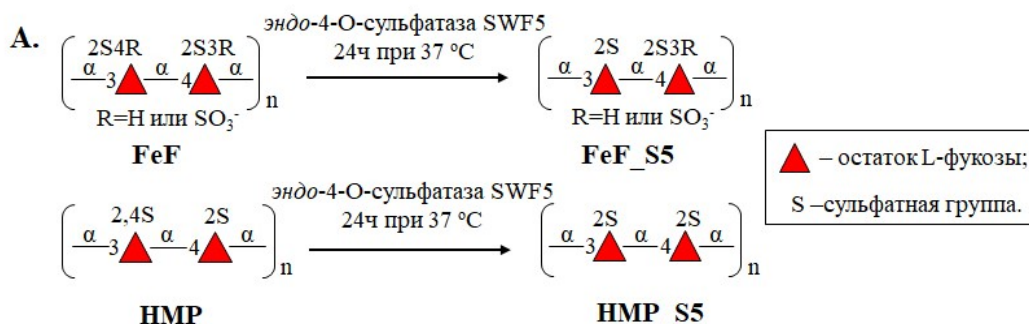 А.
эндо-4-О-сульфатаза SWF5
24ч при 37 °C
2S4R 2S3R
α 3 α 4 α n
R=H или SO₃⁻
FeF
2S 2S3R
α 3 α 4 α n
R=H или SO₃⁻
FeF_S5
эндо-4-О-сульфатаза SWF5
24ч при 37 °C
2,4S 2S
α 3 α 4 α n
HMP
2S 2S
α 3 α 4 α n
HMP S5
– остаток L-фукозы;
S –сульфатная группа.